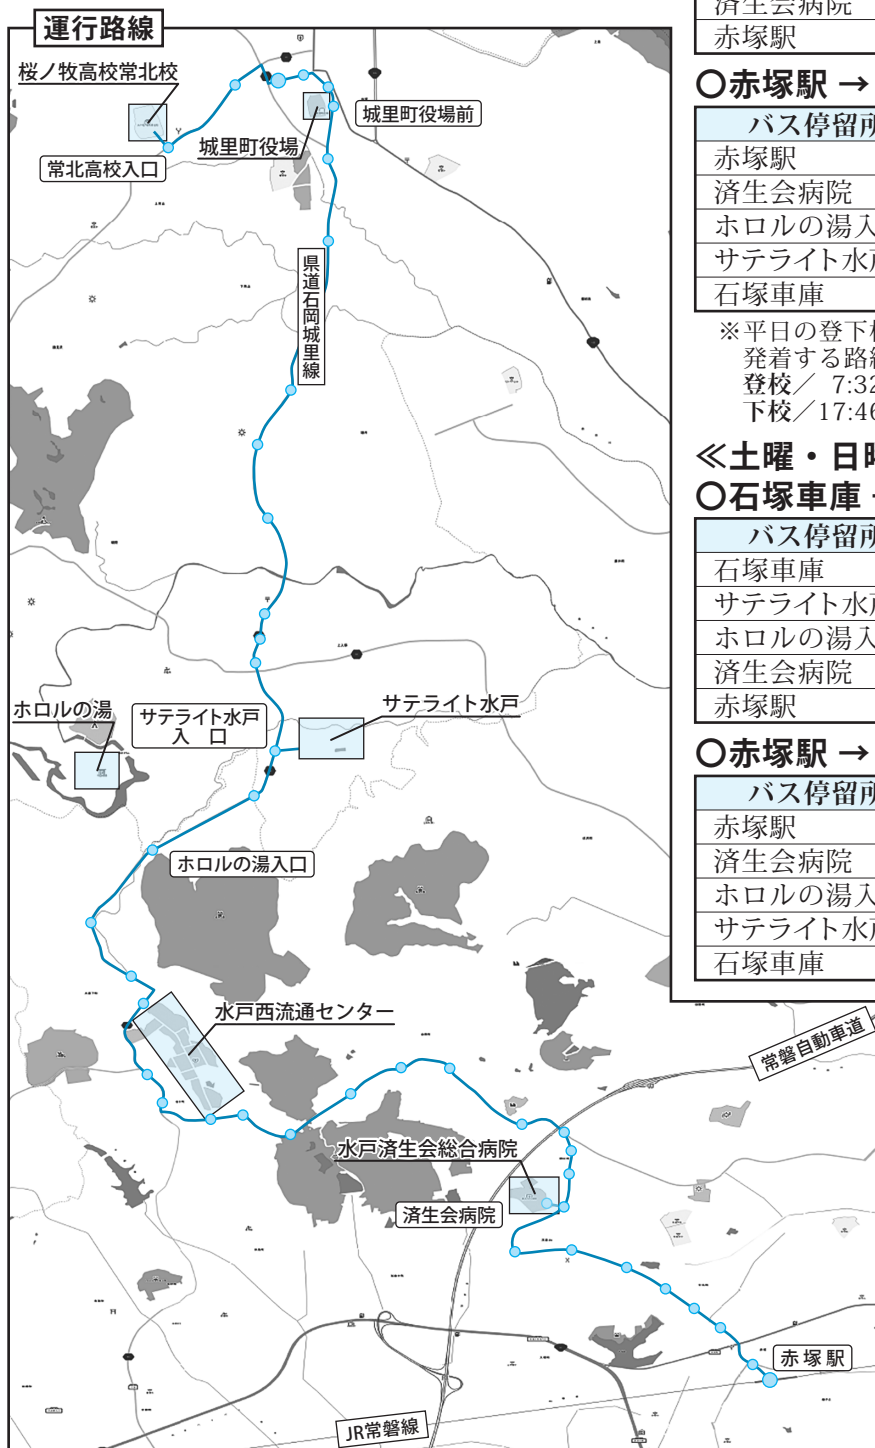 運行路線
桜ノ牧高校常北校
城里町役場前
城里町役場
常北高校入口
県道石岡城里線
ホロルの湯
サテライト水戸
入口
サテライト水戸
ホロルの湯入口
水戸西流通センター
常磐自動車道
水戸済生会総合病院
済生会病院
赤塚駅
JR常磐線
済生会病院
赤塚駅
〇赤塚駅 →
バス停留所
赤塚駅
済生会病院
ホロルの湯入
サテライト水戸
石塚車庫
※平日の登下校
発着する路線
登校／ 7:32
下校／17:46
≪土曜・日曜
〇石塚車庫
バス停留所
石塚車庫
サテライト水戸
ホロルの湯入
済生会病院
赤塚駅
〇赤塚駅 →
バス停留所
赤塚駅
済生会病院
ホロルの湯入
サテライト水戸
石塚車庫